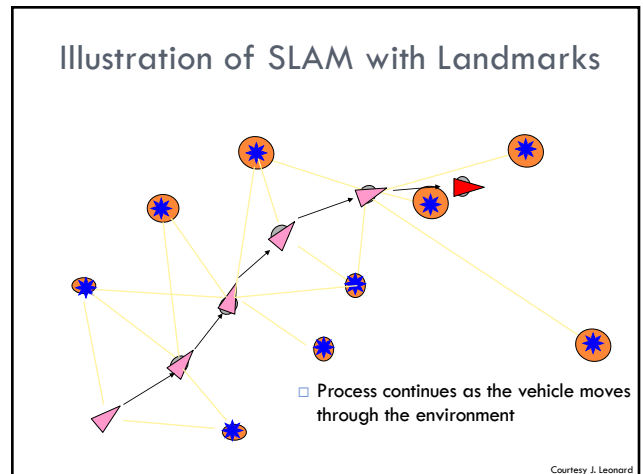 Illustration of SLAM with Landmarks
Process continues as the vehicle moves
through the environment
Courtesy J. Leonard